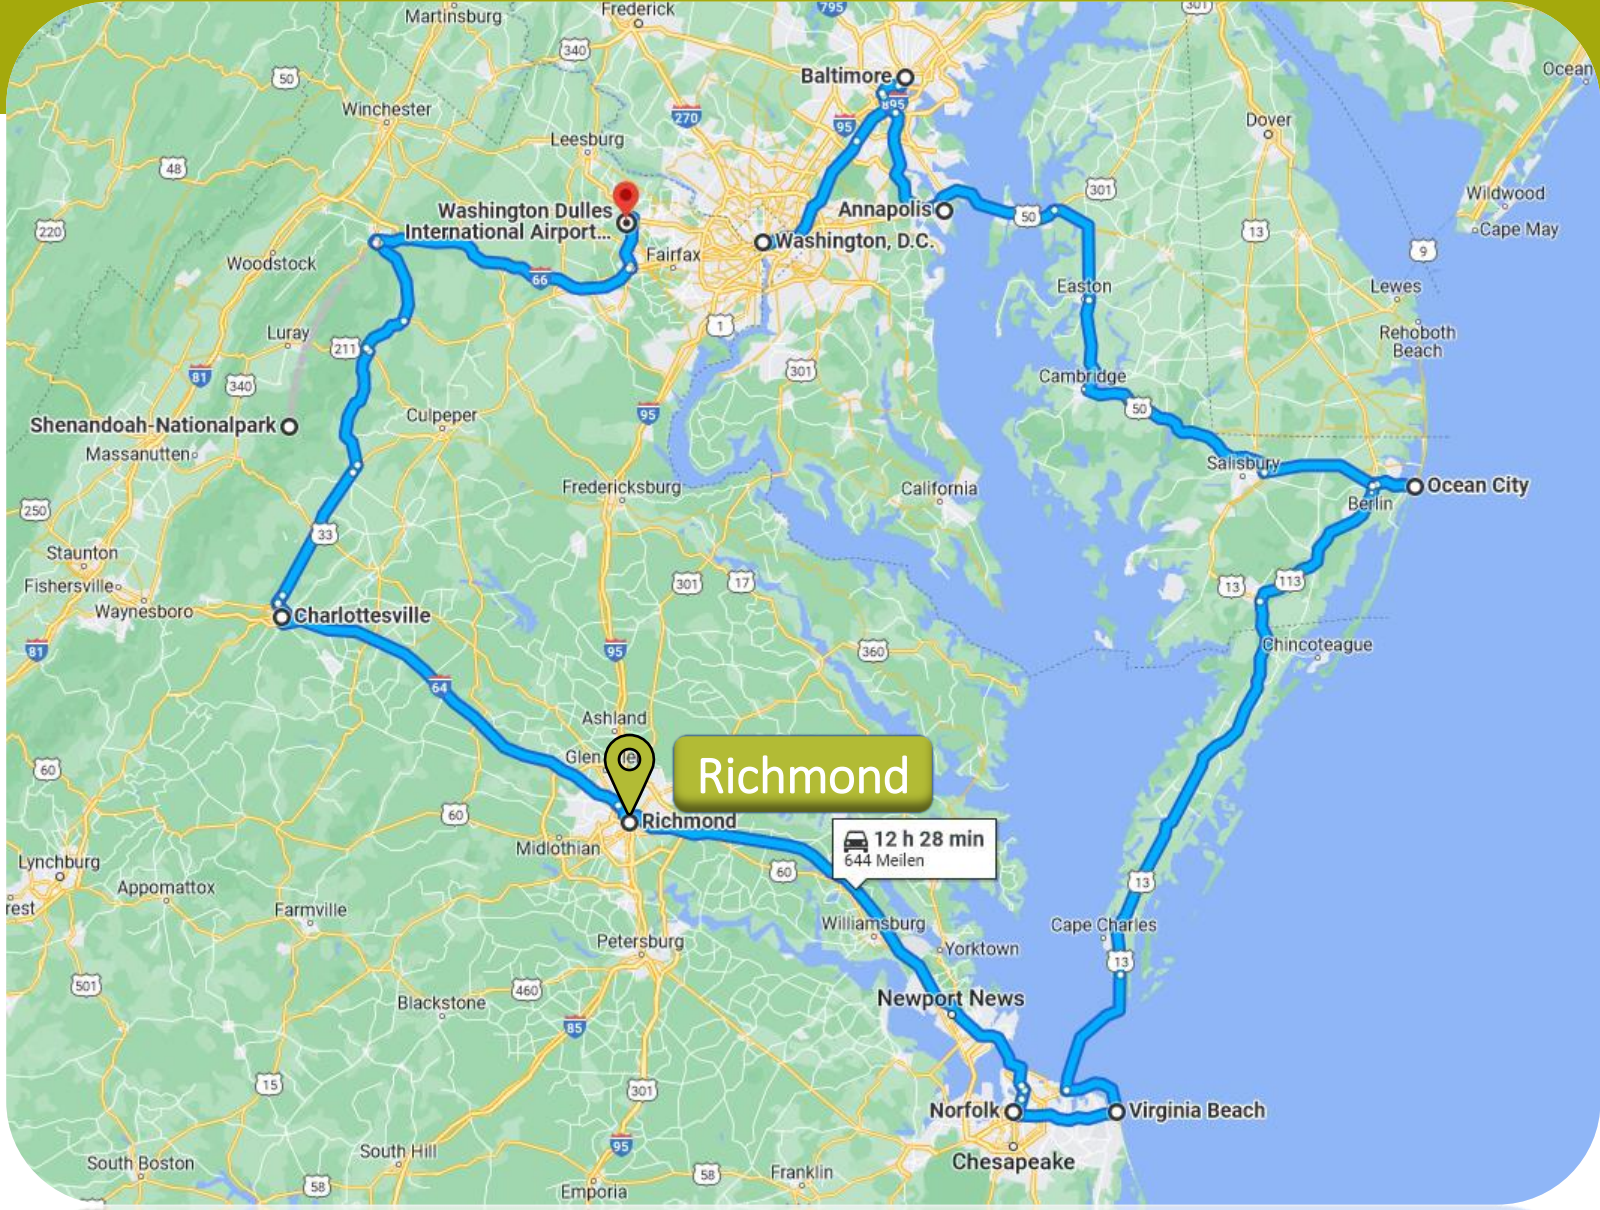 Martinsburg
Frederick
795
301
340
50
Ocean
Baltimore
895
Winchester
270
95
Dover
Leesburg
48
301
Wildwood
Washington Dulles
International Airport...
Annapolis
50
220
Cape May
Washington, D.C.
13
9
Woodstock
Fairfax
66
Easton
Lewes
Luray
211
1
Rehoboth
Beach
81
340
301
Cambridge
Culpeper
95
50
Shenandoah-Nationalpark
Massanutten
Salisbury
Fredericksburg
California
Ocean City
Berlin
250
33
Staunton
Fishersville
301
17
13
113
Waynesboro
Charlottesville
81
95
360
Chincoteague
64
Ashland
Glen
60
Richmond
Richmond
60
12 h 28 min
644 Meilen
Midlothian
Lynchburg
60
13
Appomattox
rest
Farmville
Williamsburg
Cape Charles
Petersburg
Yorktown
13
501
460
Blackstone
Newport News
85
15
301
Norfolk
Virginia Beach
95
South Hill
Chesapeake
South Boston
58
Franklin
58
Emporia